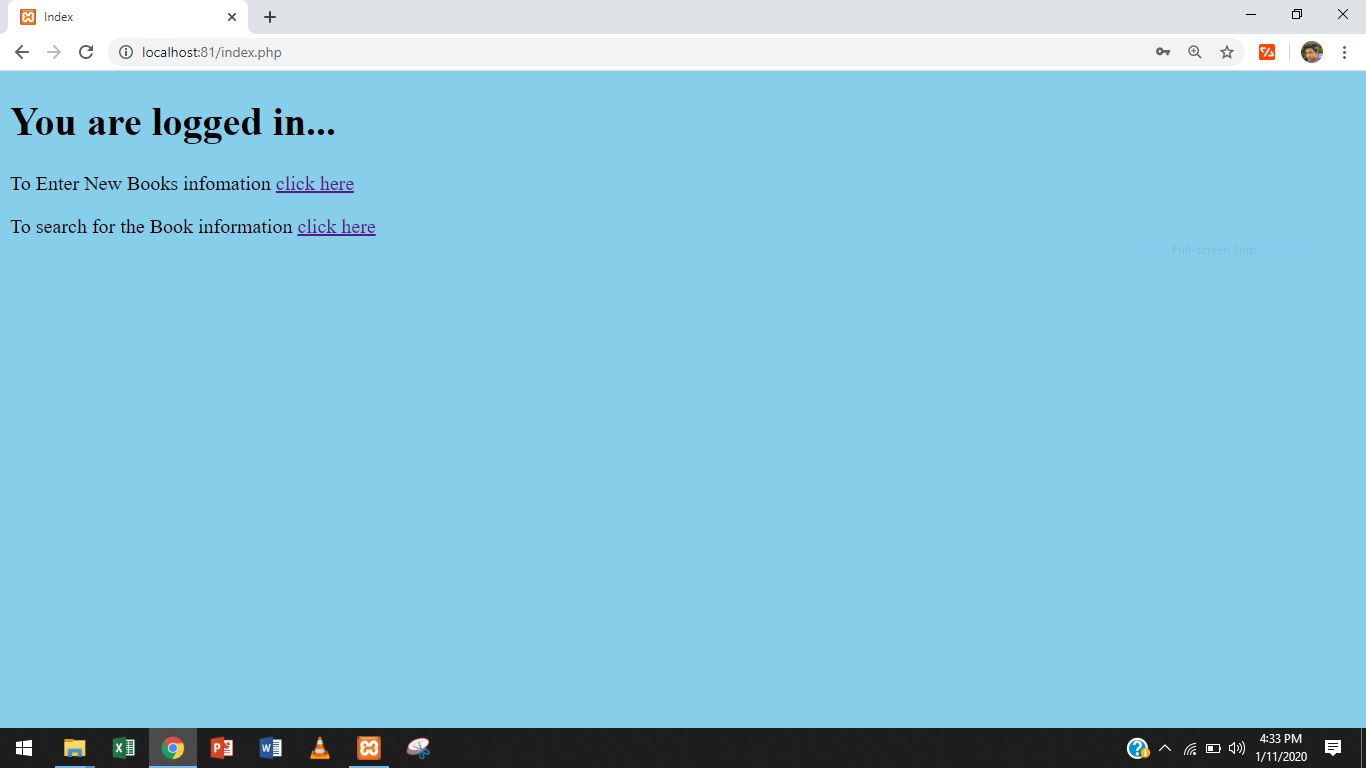 Index
localhost:81/index.php
You are logged in...
To Enter New Books infomation click here
To search for the Book information click here
Full-screen Snip
4:33 PM
1/11/2020